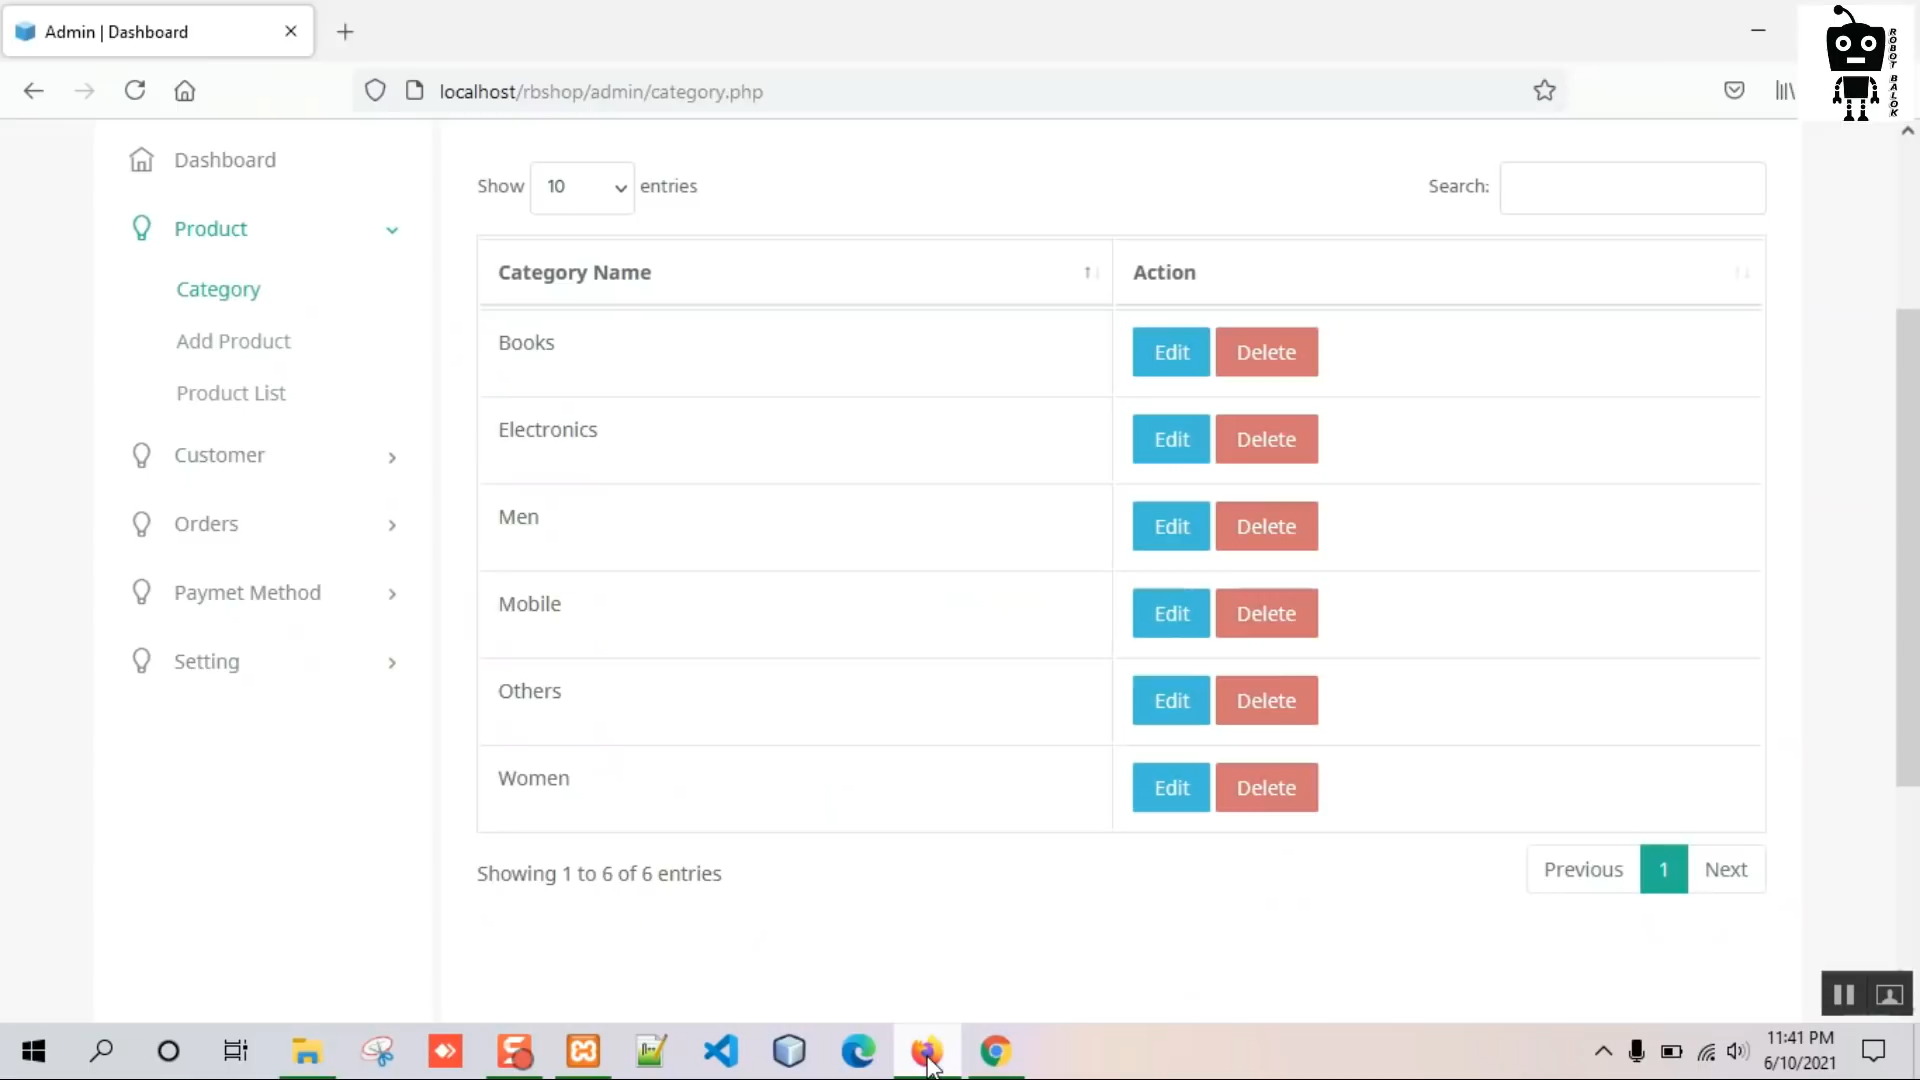 Admin | Dashboard
localhost/rbshop/admin/category.php
ROBOT BALOK
Dashboard
Product
Category
Add Product
Product List
Customer
Orders
Paymet Method
Setting
Show 10 entries
Search:
Category Name Action
Books Edit Delete
Electronics Edit Delete
Men Edit Delete
Mobile Edit Delete
Others Edit Delete
Women Edit Delete
Showing 1 to 6 of 6 entries
Previous 1 Next
11:41 PM
6/10/2021